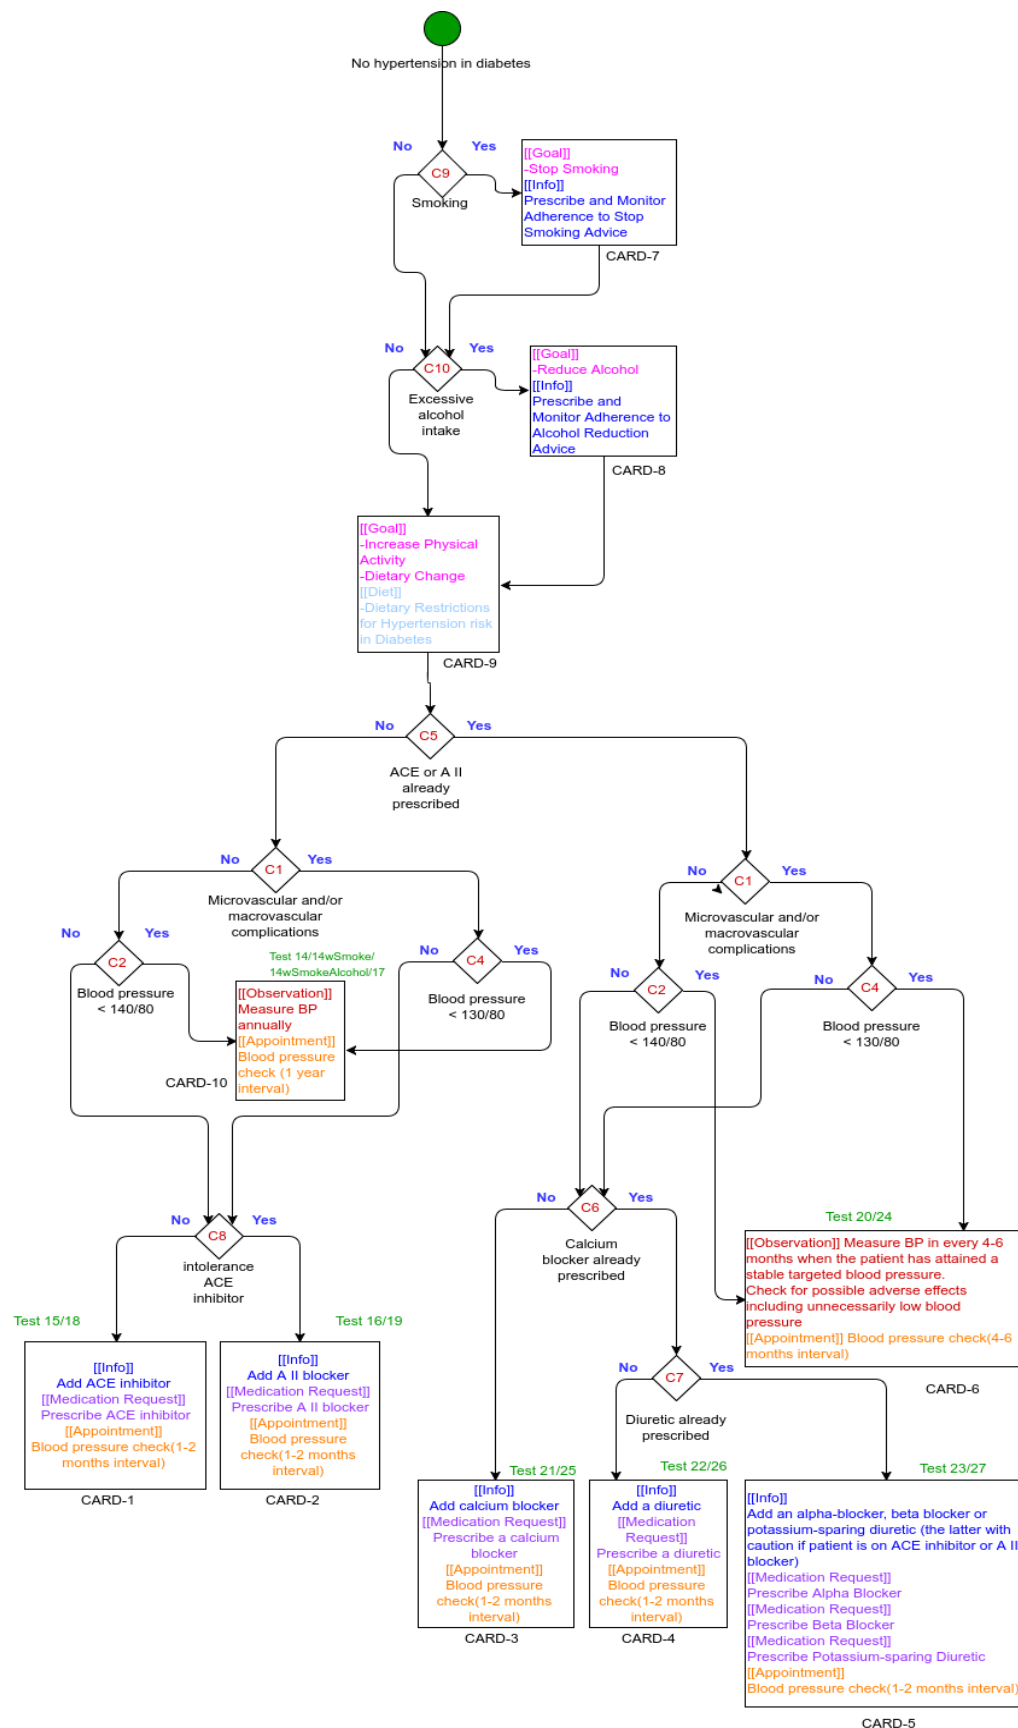 No hypertension in diabetes
No
Yes
C9
Smoking
[[Goal]]
-Stop Smoking
[[Info]]
Prescribe and Monitor
Adherence to Stop
Smoking Advice
CARD-7
No
Yes
C10
Excessive
alcohol
intake
[[Goal]]
-Reduce Alcohol
[[Info]]
Prescribe and
Monitor Adherence to
Alcohol Reduction
Advice
CARD-8
[[Goal]]
-Increase Physical
Activity
-Dietary Change
[[Diet]]
-Dietary Restrictions
for Hypertension risk
in Diabetes
CARD-9
No
Yes
C5
ACE or A II
already
prescribed
No
Yes
C1
Microvascular and/or
macrovascular
complications
No
Yes
C1
Microvascular and/or
macrovascular
complications
No
Yes
C2
Blood pressure
< 140/80
Test 14/14wSmoke/
14wSmokeAlcohol/17
[[Observation]]
Measure BP
annually
[[Appointment]]
Blood pressure
check (1 year
interval)
CARD-10
No
Yes
C4
Blood pressure
< 130/80
No
Yes
C2
Blood pressure
< 140/80
No
Yes
C4
Blood pressure
< 130/80
No
Yes
C8
intolerance
ACE
inhibitor
No
Yes
C6
Calcium
blocker already
prescribed
Test 20/24
[[Observation]] Measure BP in every 4-6
months when the patient has attained a
stable targeted blood pressure.
Check for possible adverse effects
including unnecessarily low blood
pressure
[[Appointment]] Blood pressure check(4-6
months interval)
CARD-6
Test 15/18
[[Info]]
Add ACE inhibitor
[[Medication Request]]
Prescribe ACE inhibitor
[[Appointment]]
Blood pressure check(1-2
months interval)
CARD-1
Test 16/19
[[Info]]
Add A II blocker
[[Medication Request]]
Prescribe A II blocker
[[Appointment]]
Blood pressure
check(1-2 months
interval)
CARD-2
No
Yes
C7
Diuretic already
prescribed
Test 21/25
[[Info]]
Add calcium blocker
[[Medication Request]]
Prescribe a calcium
blocker
[[Appointment]]
Blood pressure
check(1-2 months
interval)
CARD-3
Test 22/26
[[Info]]
Add a diuretic
[[Medication
Request]]
Prescribe a diuretic
[[Appointment]]
Blood pressure
check(1-2 months
interval)
CARD-4
Test 23/27
[[Info]]
Add an alpha-blocker, beta blocker or
potassium-sparing diuretic (the latter with
caution if patient is on ACE inhibitor or A II
blocker)
[[Medication Request]]
Prescribe Alpha Blocker
[[Medication Request]]
Prescribe Beta Blocker
[[Medication Request]]
Prescribe Potassium-sparing Diuretic
[[Appointment]]
Blood pressure check(1-2 months interval)
CARD-5